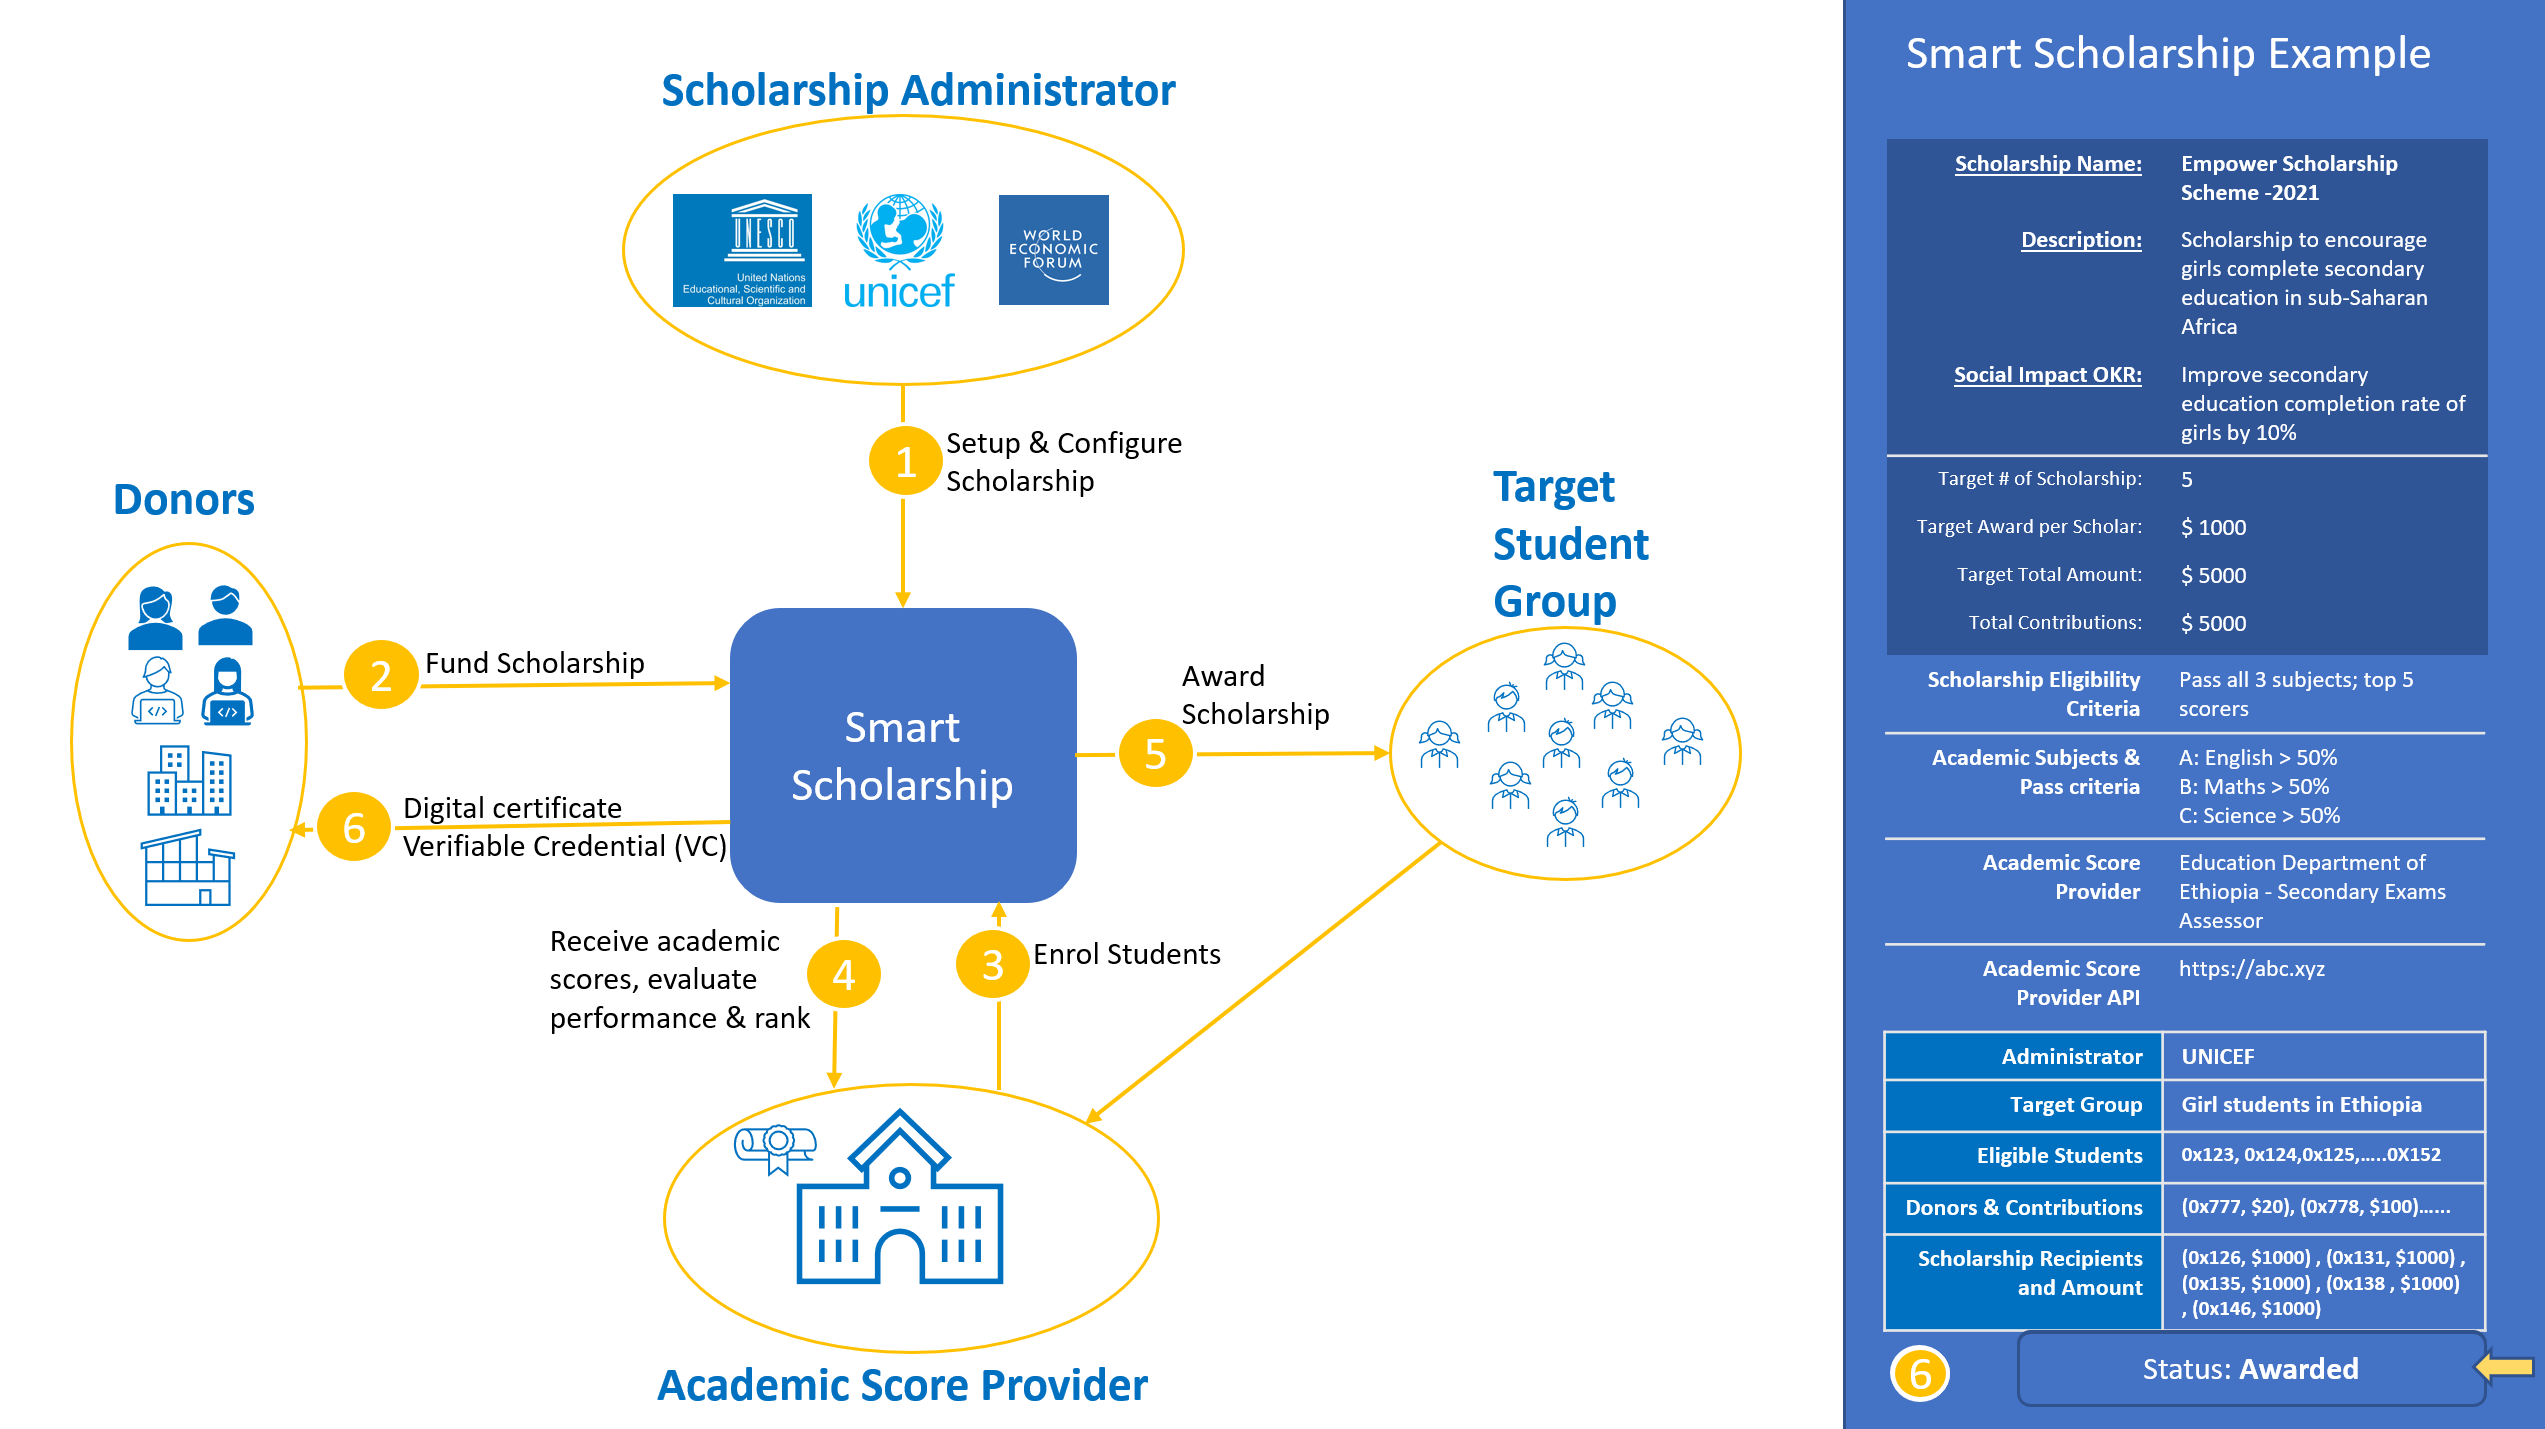 Scholarship Administrator
UNESCO
United Nations
Educational, Scientific and
Cultural Organization
unicef
WORLD
ECONOMIC
FORUM
1
Setup & Configure
Scholarship
Donors
2
Fund Scholarship
Smart
Scholarship
6
Digital certificate
Verifiable Credential (VC)
Award
Scholarship
5
Target
Student
Group
Receive academic
scores, evaluate
performance & rank
4
3
Enrol Students
Academic Score Provider
Smart Scholarship Example
Scholarship Name: Empower Scholarship
Scheme -2021
Description: Scholarship to encourage
girls complete secondary
education in sub-Saharan
Africa
Social Impact OKR: Improve secondary
education completion rate of
girls by 10%
Target # of Scholarship: 5
Target Award per Scholar: $ 1000
Target Total Amount: $ 5000
Total Contributions: $ 5000
Scholarship Eligibility Pass all 3 subjects; top 5
Criteria scorers
Academic Subjects & A: English > 50%
Pass criteria B: Maths > 50%
C: Science > 50%
Academic Score Education Department of
Provider Ethiopia - Secondary Exams
Assessor
Academic Score https://abc.xyz
Provider API
Administrator UNICEF
Target Group Girl students in Ethiopia
Eligible Students 0x123, 0x124,0x125,.....0X152
Donors & Contributions (0x777, $20), (0x778, $100)......
Scholarship Recipients (0x126, $1000) , (0x131, $1000) ,
and Amount (0x135, $1000) , (0x138 , $1000)
, (0x146, $1000)
6
Status: Awarded